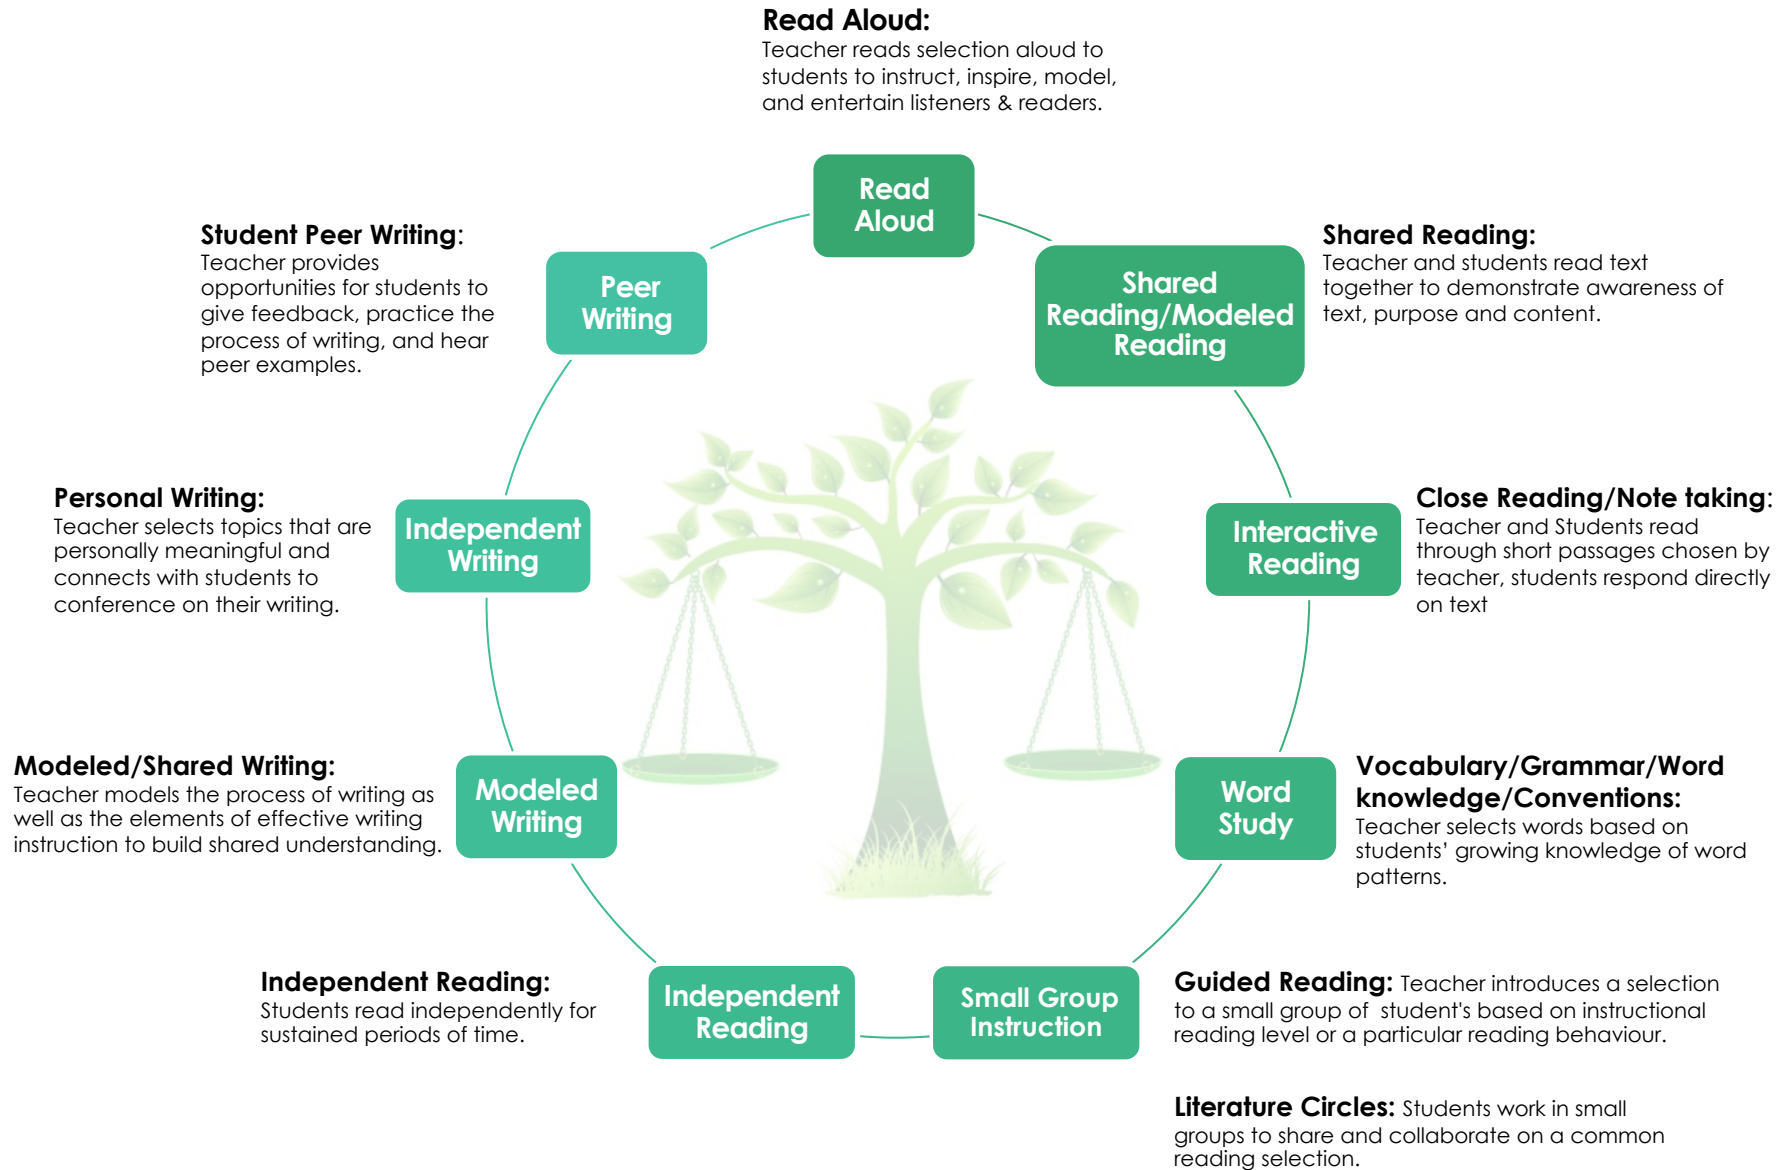 Read Aloud:
Teacher reads selection aloud to
students to instruct, inspire, model,
and entertain listeners & readers.
Read
Aloud
Shared
Reading/Modeled
Reading
Shared Reading:
Teacher and students read text
together to demonstrate awareness of
text, purpose and content.
Interactive
Reading
Close Reading/Note taking:
Teacher and Students read
through short passages chosen by
teacher, students respond directly
on text
Word
Study
Vocabulary/Grammar/Word
knowledge/Conventions:
Teacher selects words based on
students’ growing knowledge of word
patterns.
Small Group
Instruction
Guided Reading: Teacher introduces a selection
to a small group of student's based on instructional
reading level or a particular reading behaviour.
Literature Circles: Students work in small
groups to share and collaborate on a common
reading selection.
Independent
Reading
Independent Reading:
Students read independently for
sustained periods of time.
Modeled
Writing
Modeled/Shared Writing:
Teacher models the process of writing as
well as the elements of effective writing
instruction to build shared understanding.
Independent
Writing
Personal Writing:
Teacher selects topics that are
personally meaningful and
connects with students to
conference on their writing.
Peer
Writing
Student Peer Writing:
Teacher provides
opportunities for students to
give feedback, practice the
process of writing, and hear
peer examples.